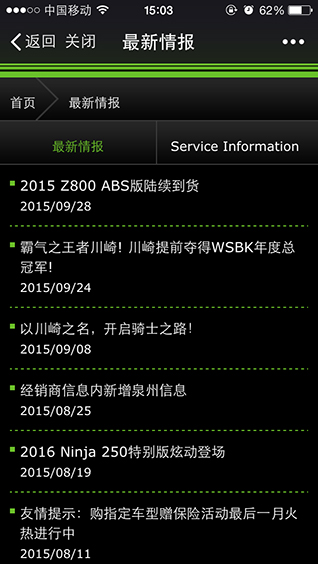 中国移动 15:03 62%
返回 关闭 最新情报
首页 最新情报
最新情报 Service Information
2015 Z800 ABS版陆续到货
2015/09/28
霸气之王者川崎! 川崎提前夺得WSBK年度总
冠军!
2015/09/24
以川崎之名，开启骑士之路！
2015/09/08
经销商信息内新增泉州信息
2015/08/25
2016 Ninja 250特别版炫动登场
2015/08/19
友情提示：购指定车型赠保险活动最后一月火
热进行中
2015/08/11